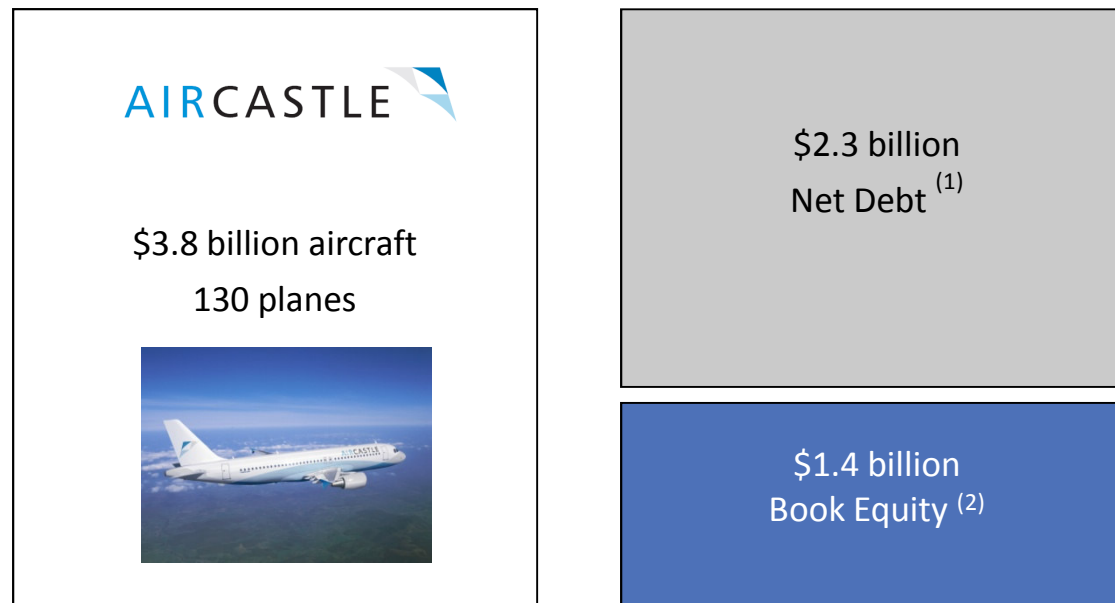 AIRCASTLE
$3.8 billion aircraft
130 planes
AIRCASTLE
$2.3 billion
Net Debt (1)
$1.4 billion
Book Equity (2)